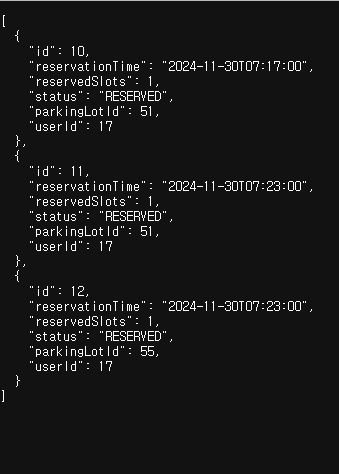 [
  {
    "id": 10,
    "reservationTime": "2024-11-30T07:17:00",
    "reservedSlots": 1,
    "status": "RESERVED",
    "parkingLotId": 51,
    "userId": 17
  },
  {
    "id": 11,
    "reservationTime": "2024-11-30T07:23:00",
    "reservedSlots": 1,
    "status": "RESERVED",
    "parkingLotId": 51,
    "userId": 17
  },
  {
    "id": 12,
    "reservationTime": "2024-11-30T07:23:00",
    "reservedSlots": 1,
    "status": "RESERVED",
    "parkingLotId": 55,
    "userId": 17
  }
]